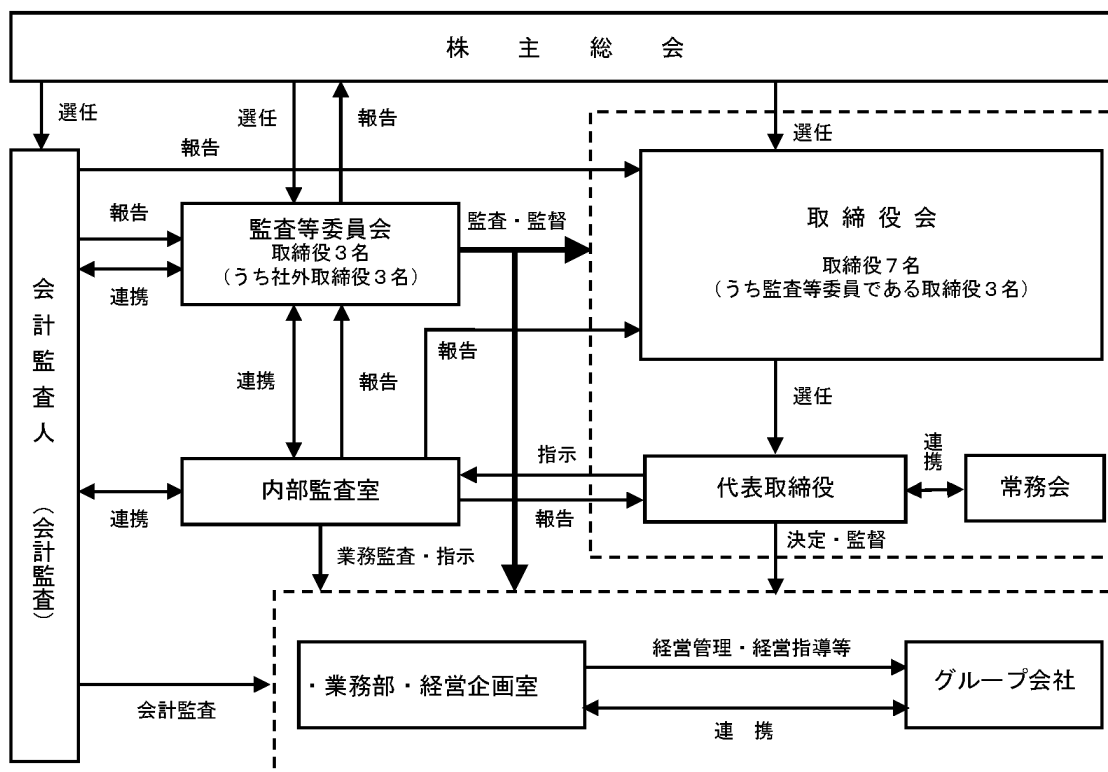 株主総会
選任
選任
報告
選任
報告
報告
連携
監査等委員会
取締役３名
（うち社外取締役３名）
監査・監督
取締役会
取締役７名
（うち監査等委員である取締役３名）
会計監査人
（会計監査）
連携
報告
報告
選任
連携
内部監査室
指示
報告
代表取締役
連携
常務会
業務監査・指示
決定・監督
会計監査
・業務部・経営企画室
経営管理・経営指導等
連携
グループ会社